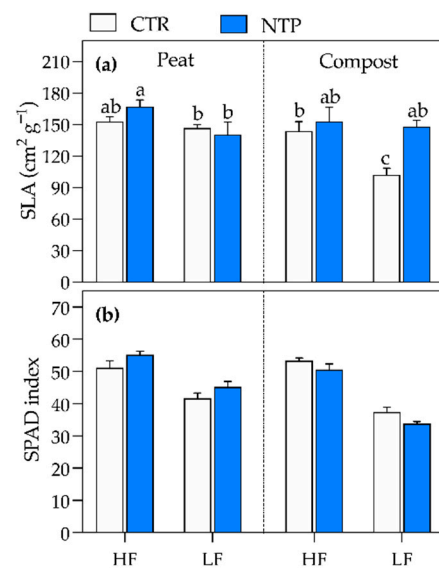 CTR NTP
(a) Peat Compost
SLA (cm² g⁻¹)
210
180
150
120
90
60
30
0
ab a b b b ab c ab
(b)
SPAD index
70
60
50
40
30
20
10
0
HF LF HF LF